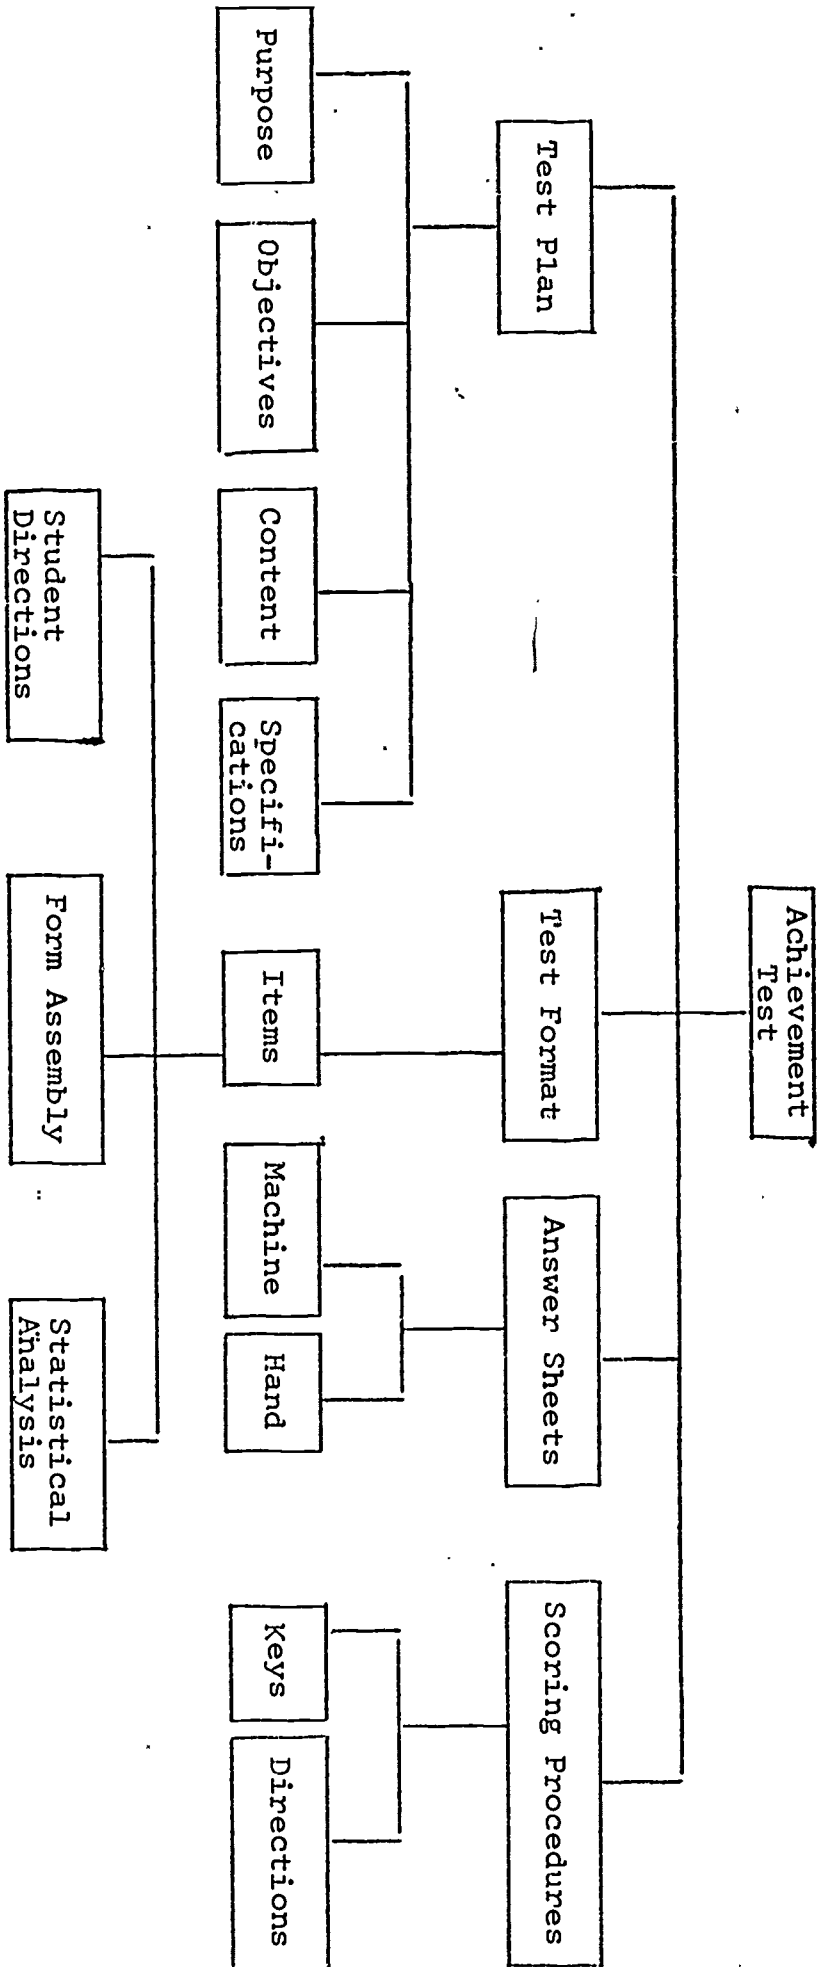 Achievement
Test
Test Plan
Test Format
Answer Sheets
Scoring Procedures
Purpose
Objectives
Content
Specifi-
cations
Items
Machine
Hand
Keys
Directions
Student
Directions
Form Assembly
Statistical
Analysis